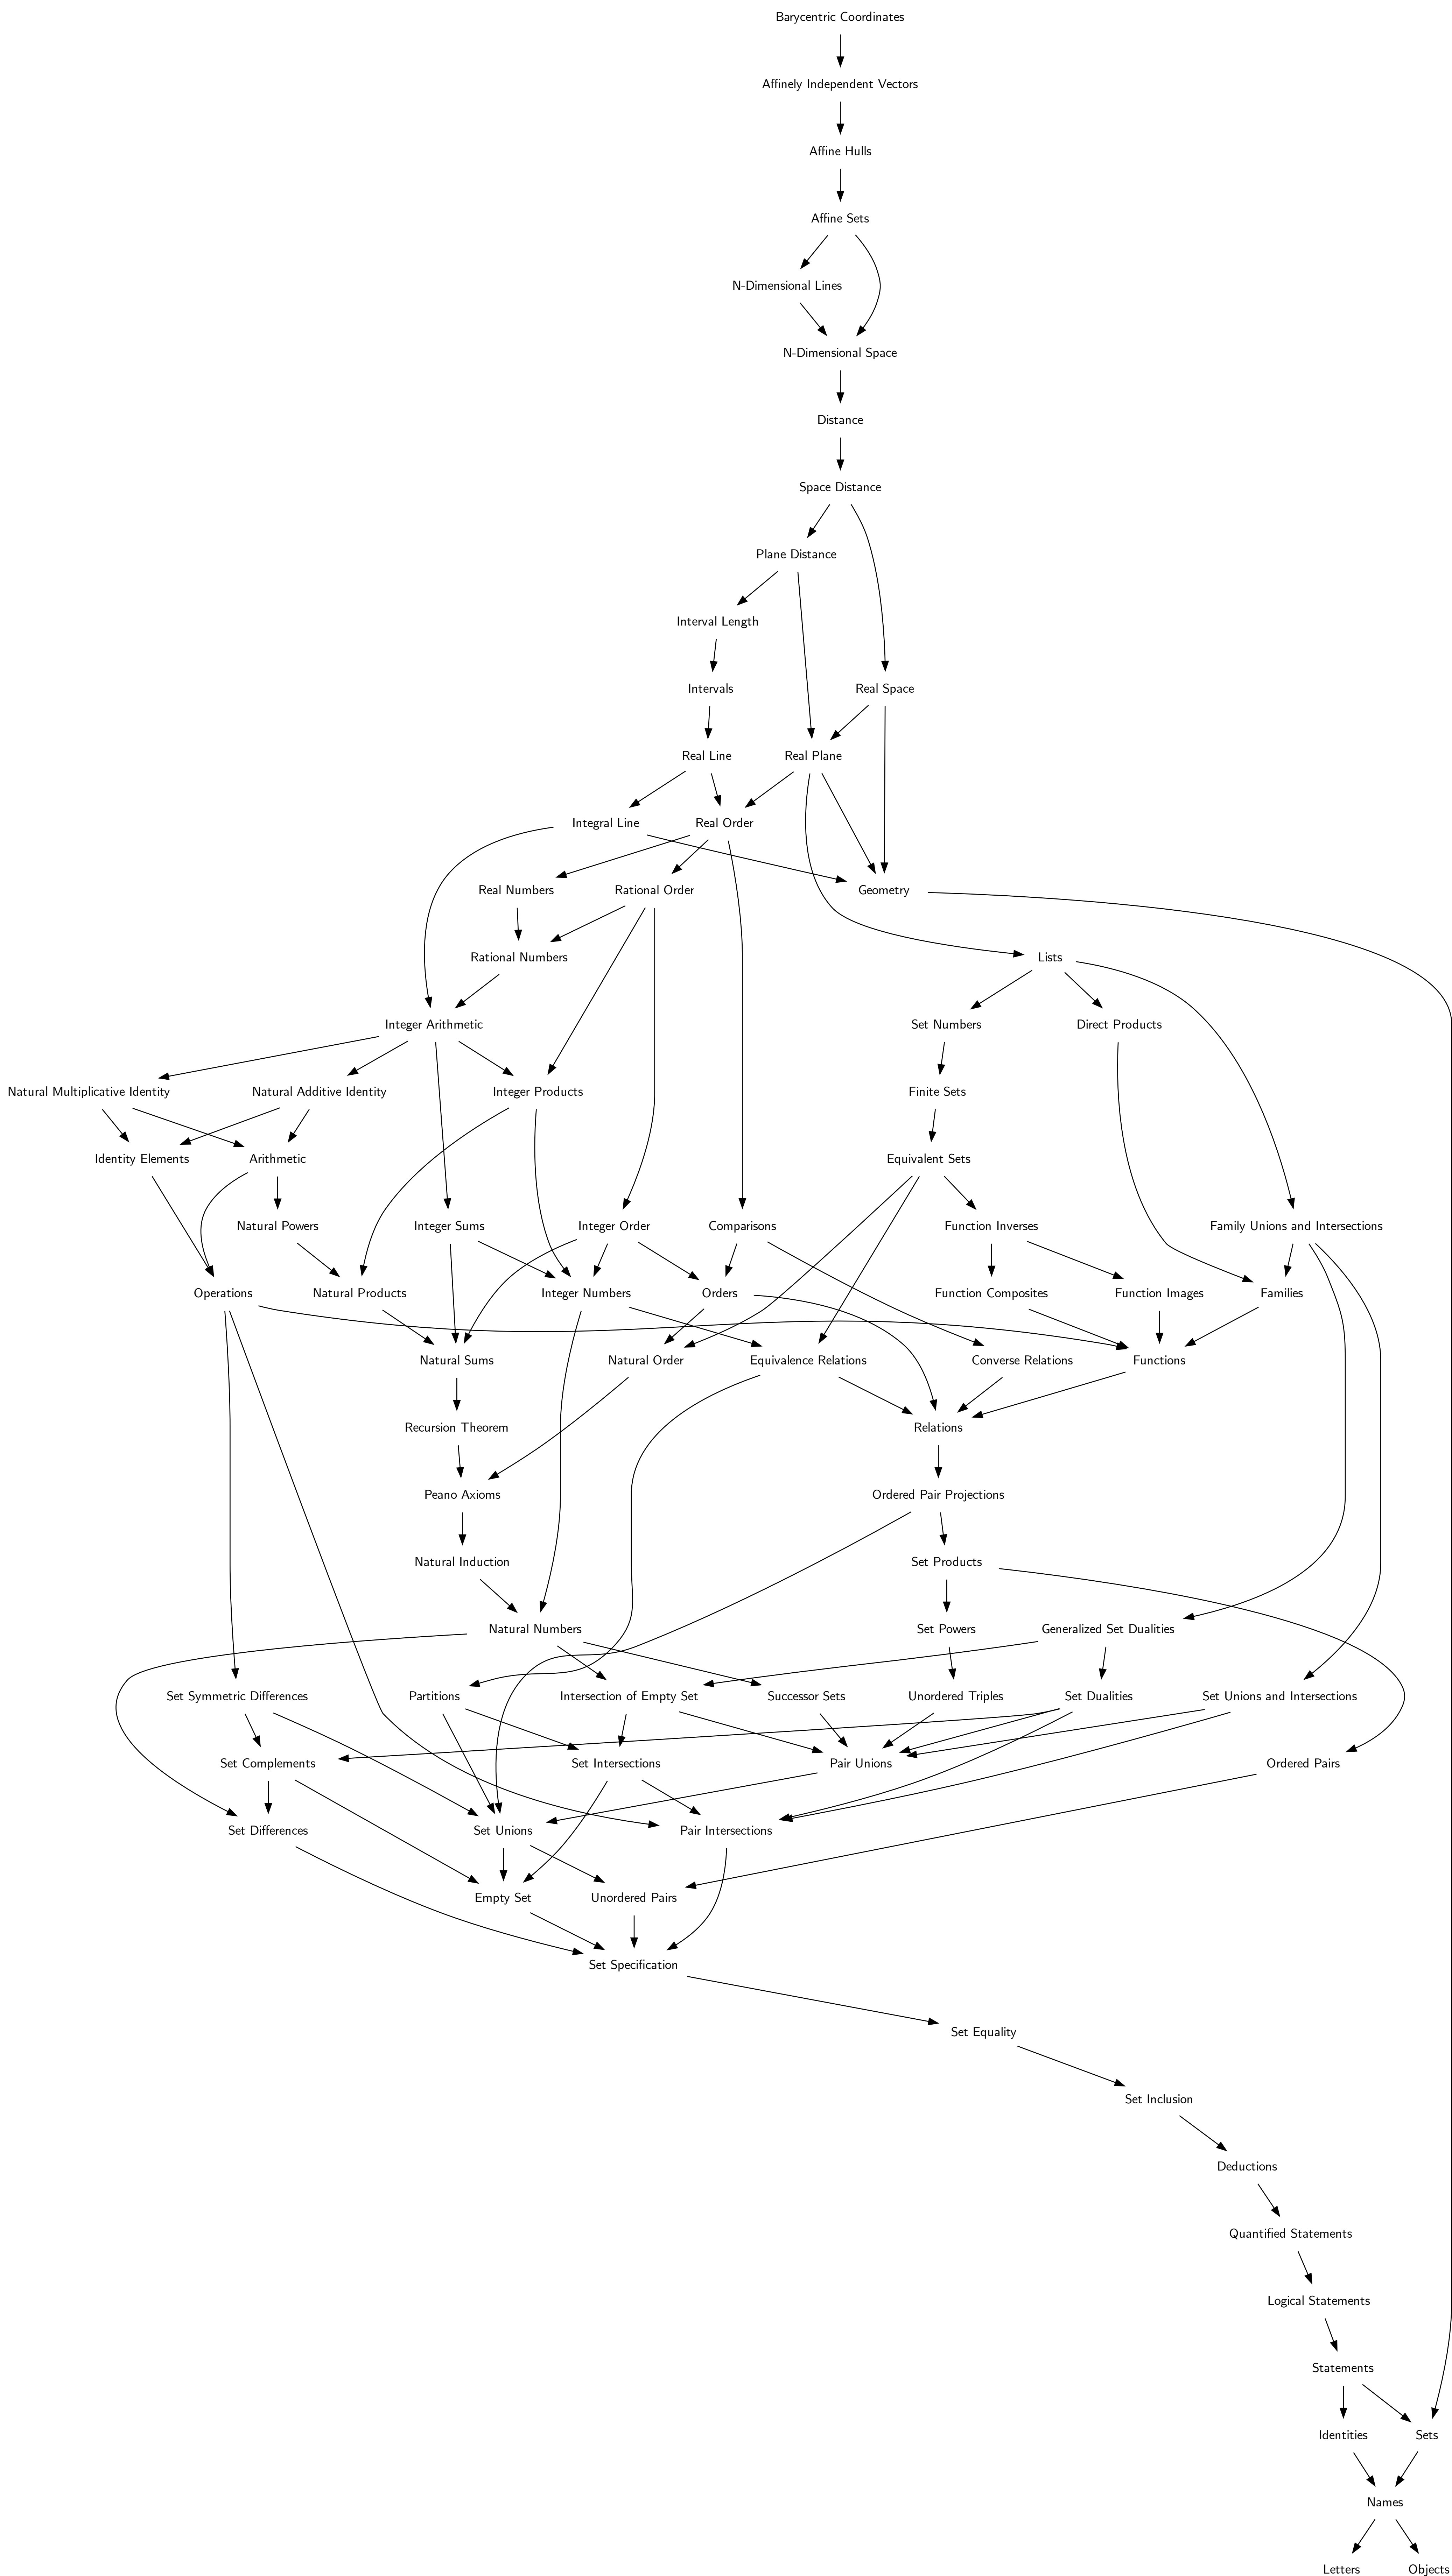 Barycentric Coordinates
Affinely Independent Vectors
Affine Hulls
Affine Sets
N-Dimensional Lines
N-Dimensional Space
Distance
Space Distance
Plane Distance
Interval Length
Intervals
Real Space
Real Line
Real Plane
Integral Line
Real Order
Real Numbers
Rational Order
Geometry
Rational Numbers
Lists
Integer Arithmetic
Set Numbers
Direct Products
Natural Multiplicative Identity
Natural Additive Identity
Integer Products
Finite Sets
Identity Elements
Arithmetic
Equivalent Sets
Natural Powers
Integer Sums
Integer Order
Comparisons
Function Inverses
Family Unions and Intersections
Operations
Natural Products
Integer Numbers
Orders
Function Composites
Function Images
Families
Natural Sums
Natural Order
Equivalence Relations
Converse Relations
Functions
Recursion Theorem
Relations
Peano Axioms
Ordered Pair Projections
Natural Induction
Set Products
Natural Numbers
Set Powers
Generalized Set Dualities
Set Symmetric Differences
Partitions
Intersection of Empty Set
Successor Sets
Unordered Triples
Set Dualities
Set Unions and Intersections
Set Complements
Set Intersections
Pair Unions
Ordered Pairs
Set Differences
Set Unions
Pair Intersections
Empty Set
Unordered Pairs
Set Specification
Set Equality
Set Inclusion
Deductions
Quantified Statements
Logical Statements
Statements
Identities
Sets
Names
Letters
Objects